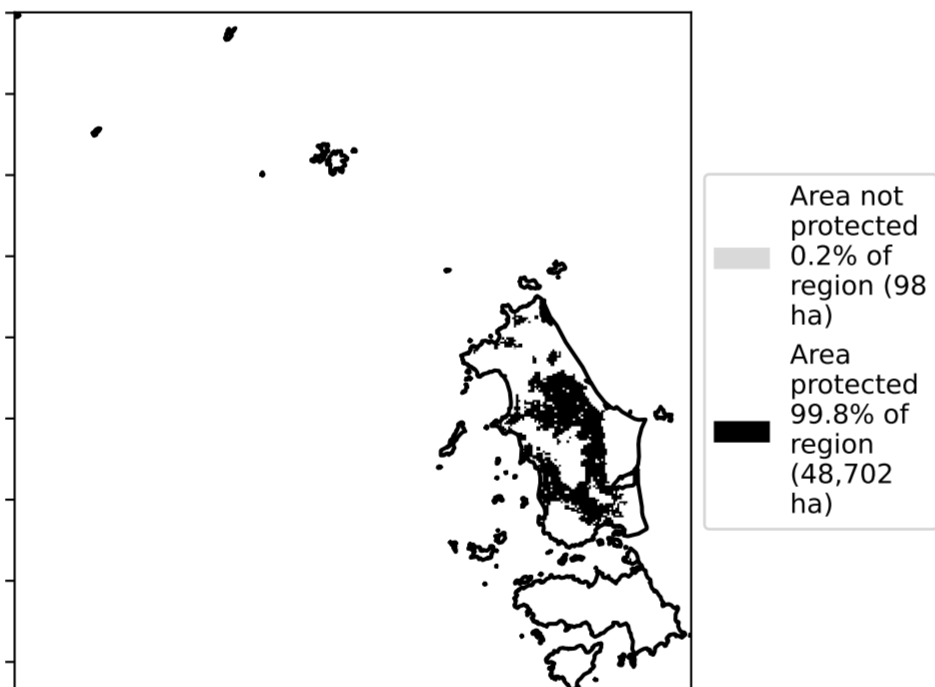 Area not
protected
0.2% of
region (98
ha)
Area
protected
99.8% of
region
(48,702
ha)